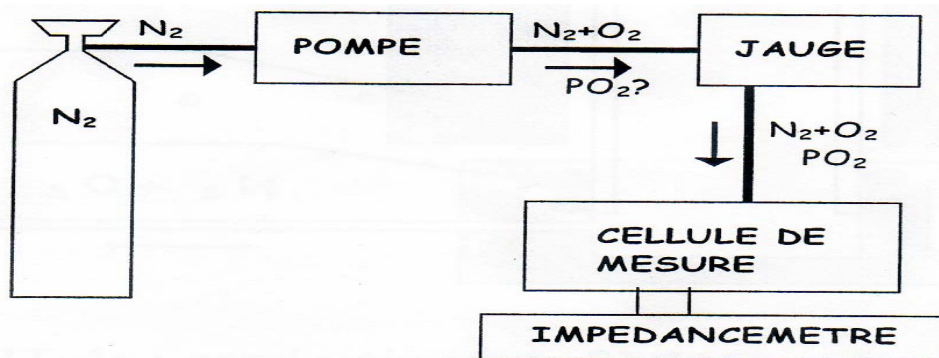 N₂
POMPE
N₂+O₂
PO₂?
JAUGE
N₂
N₂+O₂
PO₂
CELLULE DE
MESURE
IMPEDANCEMETRE